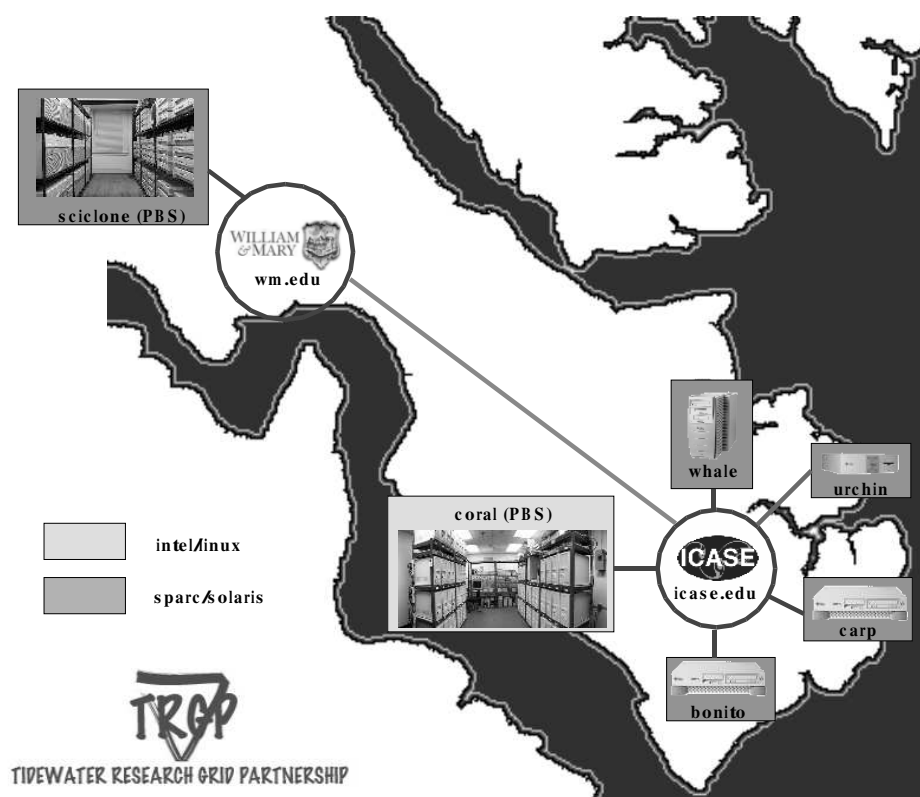 sciclone (PBS)
WILLIAM
& MARY
wm.edu
whale
urchin
coral (PBS)
ICASE
icase.edu
carp
bonito
intel/linux
sparc/solaris
TRGP
TIDEWATER RESEARCH GRID PARTNERSHIP